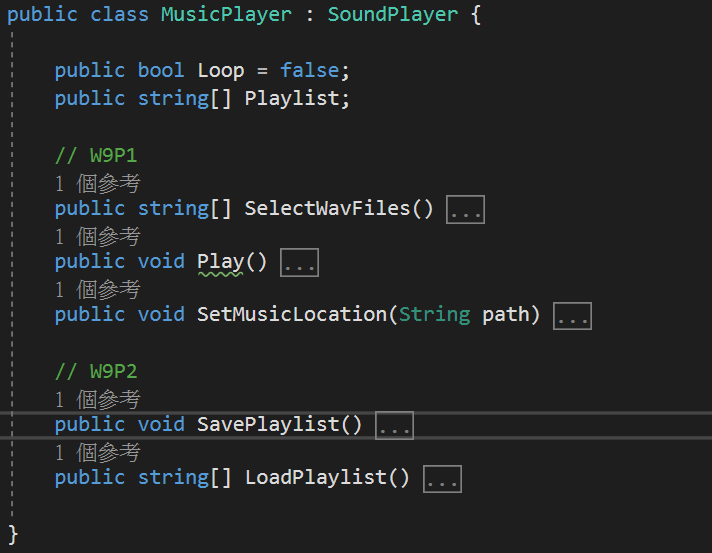 public class MusicPlayer : SoundPlayer {
public bool Loop = false;
public string[] Playlist;
// W9P1
1 個參考
public string[] SelectWavFiles() ...
1 個參考
public void Play() ...
1 個參考
public void SetMusicLocation(String path) ...
// W9P2
1 個參考
public void SavePlaylist() ...
1 個參考
public string[] LoadPlaylist() ...
}